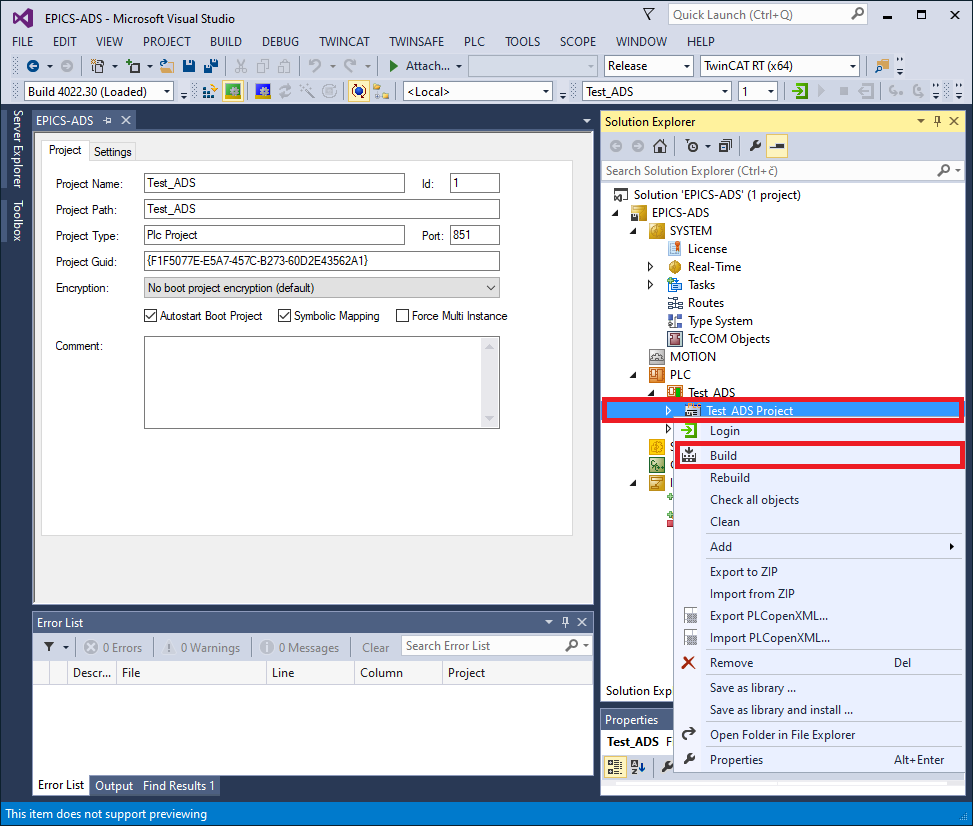 EPICS-ADS - Microsoft Visual Studio
Quick Launch (Ctrl+Q)
FILE EDIT VIEW PROJECT BUILD DEBUG TWINCAT TWINSAFE PLC TOOLS SCOPE WINDOW HELP
Attach... Release TwinCAT RT (x64)
Build 4022.30 (Loaded) <Local> Test_ADS 1
Server Explorer
Toolbox
EPICS-ADS
Project Settings
Project Name: Test_ADS Id: 1
Project Path: Test_ADS
Project Type: Plc Project Port: 851
Project Guid: {F1F5077E-E5A7-457C-B273-60D2E43562A1}
Encryption: No boot project encryption (default)
Autostart Boot Project Symbolic Mapping Force Multi Instance
Comment:
Error List
0 Errors 0 Warnings 0 Messages Clear Search Error List
Descr... File Line Column Project
Error List Output Find Results 1
Solution Explorer
Search Solution Explorer (Ctrl+č)
Solution 'EPICS-ADS' (1 project)
EPICS-ADS
SYSTEM
License
Real-Time
Tasks
Routes
Type System
TcCOM Objects
MOTION
PLC
Test_ADS
Test_ADS Project
Login
Build
Rebuild
Check all objects
Clean
Add
Export to ZIP
Import from ZIP
Export PLCopenXML...
Import PLCopenXML...
Remove Del
Save as library ...
Save as library and install ...
Open Folder in File Explorer
Properties Alt+Enter
Solution Exp
Properties
Test_ADS F
This item does not support previewing